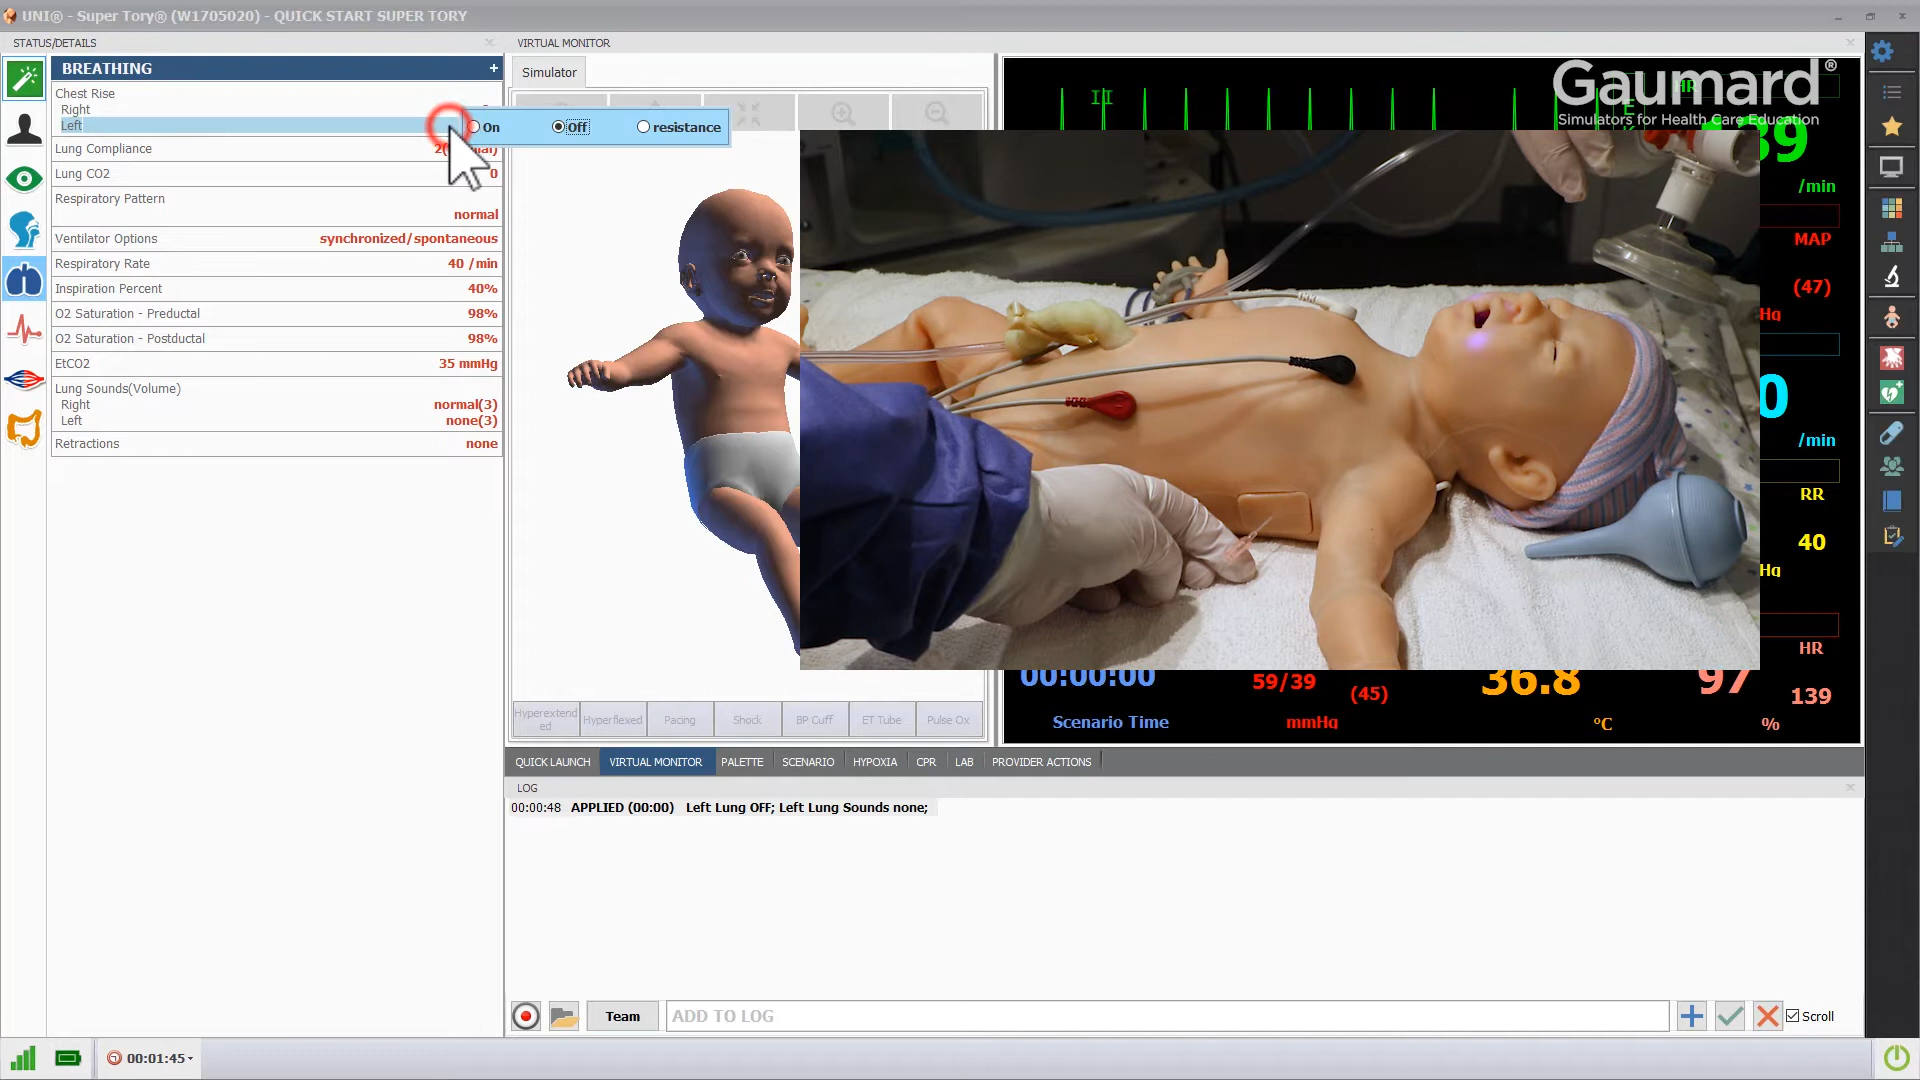 UNI® - Super Tory® (W1705020) - QUICK START SUPER TORY
STATUS/DETAILS
VIRTUAL MONITOR
BREATHING
+
Chest Rise
Right
Left
On
Off
resistance
Lung Compliance
Lung CO2
0
Respiratory Pattern
normal
Ventilator Options
synchronized/spontaneous
Respiratory Rate
40 /min
Inspiration Percent
40%
O2 Saturation - Preductal
98%
O2 Saturation - Postductal
98%
EtCO2
35 mmHg
Lung Sounds(Volume)
Right
normal(3)
Left
none(3)
Retractions
none
Simulator
II
HR
Gaumard®
Simulators for Health Care Education
/min
MAP
(47)
/min
RR
40
HR
139
00:00:00
Scenario Time
59/39
(45)
mmHg
36.8
°C
97
%
Hyperextended
Hyperflexed
Pacing
Shock
BP Cuff
ET Tube
Pulse Ox
QUICK LAUNCH
VIRTUAL MONITOR
PALETTE
SCENARIO
HYPOXIA
CPR
LAB
PROVIDER ACTIONS
LOG
00:00:48 APPLIED (00:00) Left Lung OFF; Left Lung Sounds none;
Team
ADD TO LOG
Scroll
00:01:45